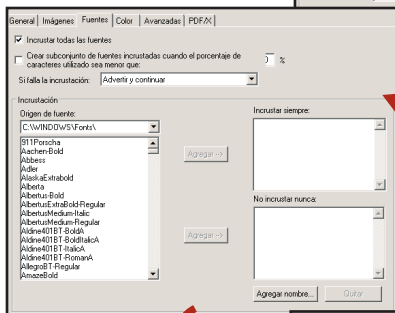 General Imágenes Fuentes Color Avanzadas PDF/X
Incrustar todas las fuentes
Crear subconjunto de fuentes incrustadas cuando el porcentaje de
caracteres utilizado sea menor que: %
Si falla la incrustación: Advertir y continuar
Incrustación
Origen de fuente:
C:\WINDOWS\Fonts\
911Porscha
Aachen-Bold
Abbess
Adler
AlaskaExtrabold
Alberta
Albertus-Bold
AlbertusExtraBold-Regular
AlbertusMedium-Italic
AlbertusMedium-Regular
Aldine401BT-BoldA
Aldine401BT-BoldItalicA
Aldine401BT-ItalicA
Aldine401BT-RomanA
AllegroBT-Regular
AmazeBold
Agregar -->
Agregar -->
Incrustar siempre:
No incrustar nunca:
Agregar nombre... Quitar